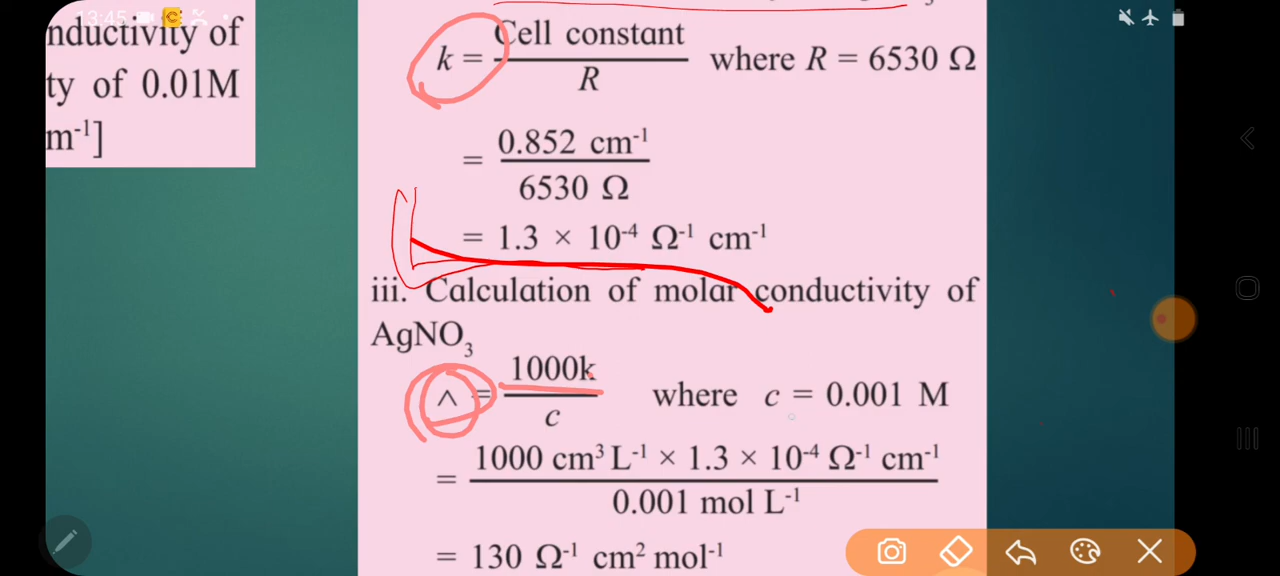 13:45
nductivity of
ty of 0.01M
m⁻¹]
k = Cell constant / R where R = 6530 Ω
= 0.852 cm⁻¹ / 6530 Ω
= 1.3 × 10⁻⁴ Ω⁻¹ cm⁻¹
iii. Calculation of molar conductivity of
AgNO₃
∧ = 1000k / c where c = 0.001 M
= 1000 cm³ L⁻¹ × 1.3 × 10⁻⁴ Ω⁻¹ cm⁻¹ / 0.001 mol L⁻¹
= 130 Ω⁻¹ cm² mol⁻¹